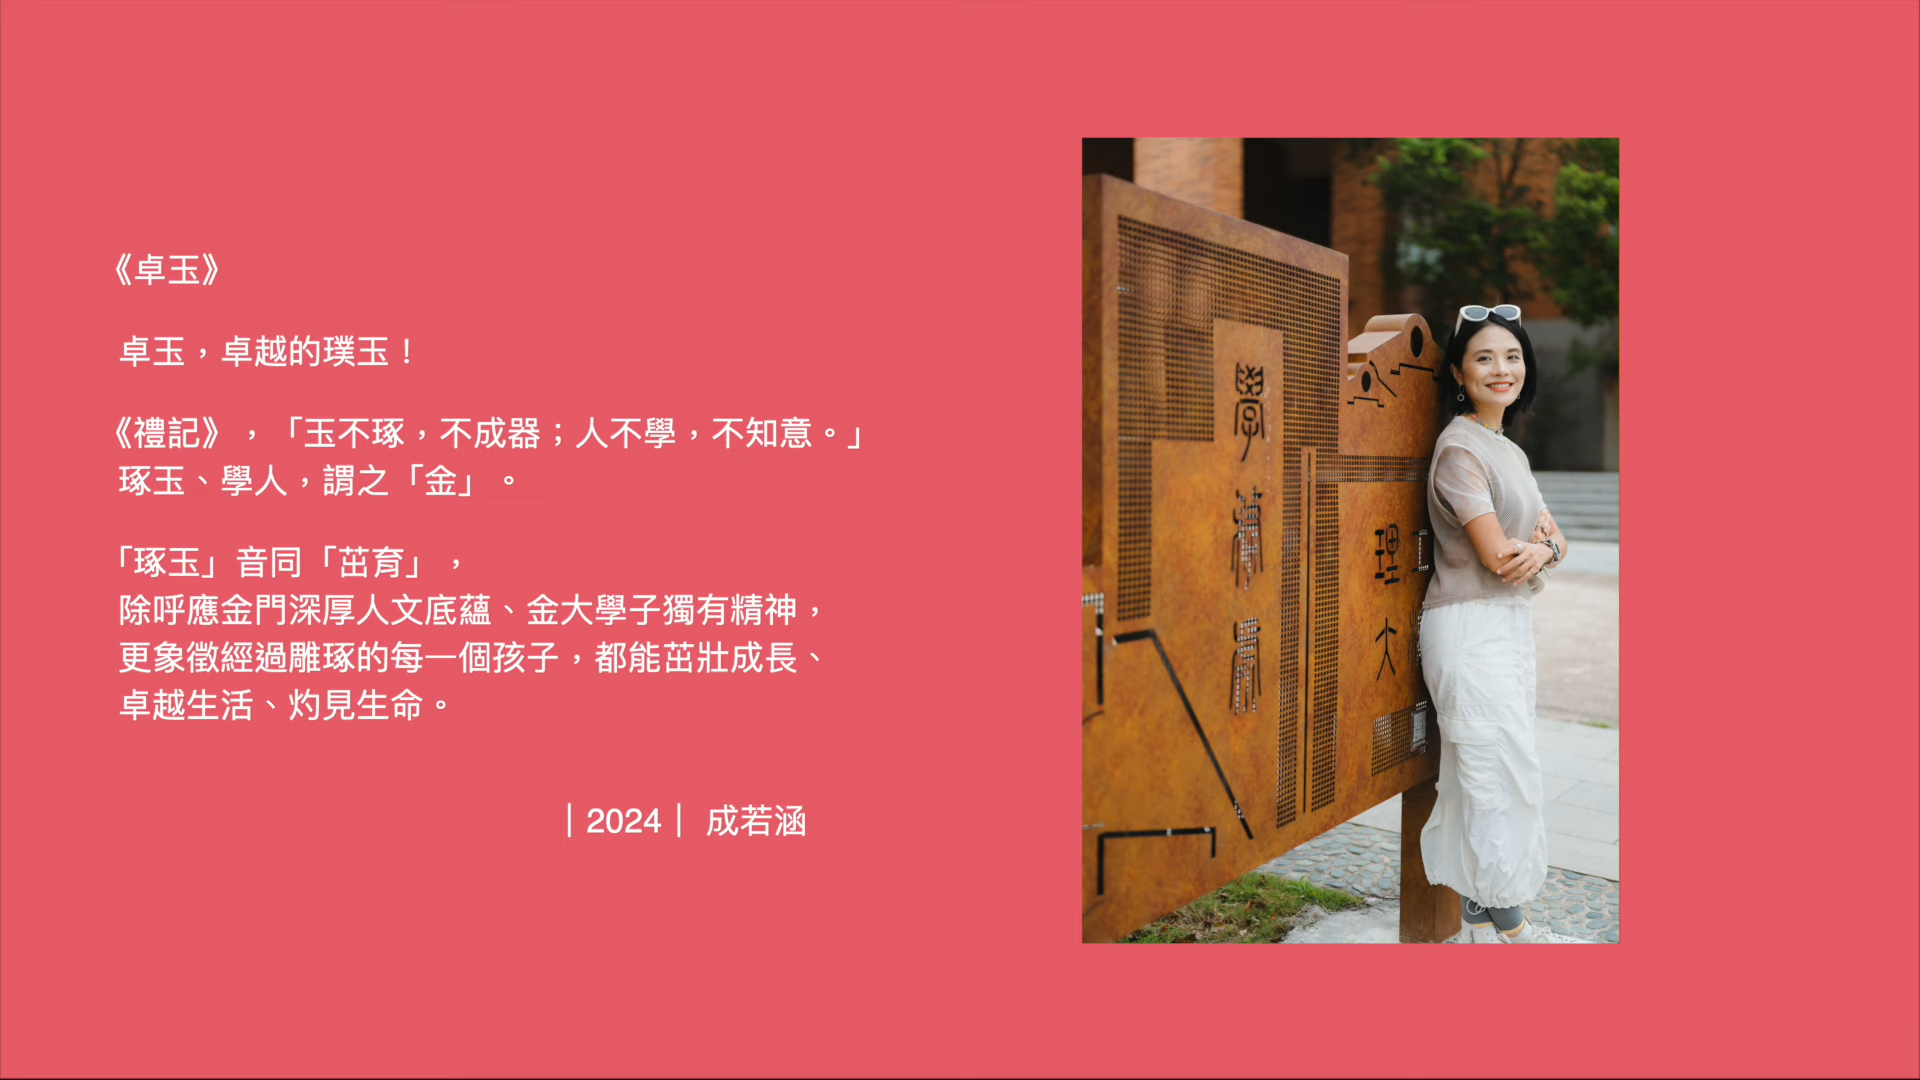 《卓玉》
卓玉，卓越的璞玉！
《禮記》，「玉不琢，不成器；人不學，不知意。」
琢玉、學人，謂之「金」。
「琢玉」音同「茁育」，
除呼應金門深厚人文底蘊、金大學子獨有精神，
更象徵經過雕琢的每一個孩子，都能茁壯成長、
卓越生活、灼見生命。
｜2024｜ 成若涵
學
理工
大